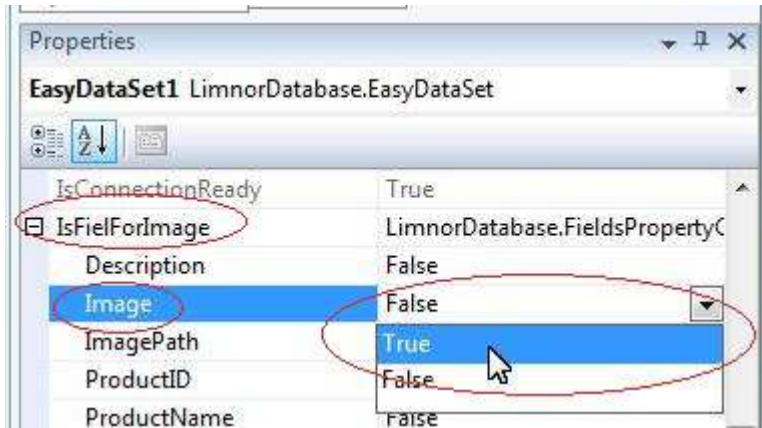 Properties
EasyDataSet1 LimnorDatabase.EasyDataSet
IsConnectionReady True
IsFielForImage LimnorDatabase.FieldsPropertyC
Description False
Image False
ImagePath True
ProductID False
ProductName False